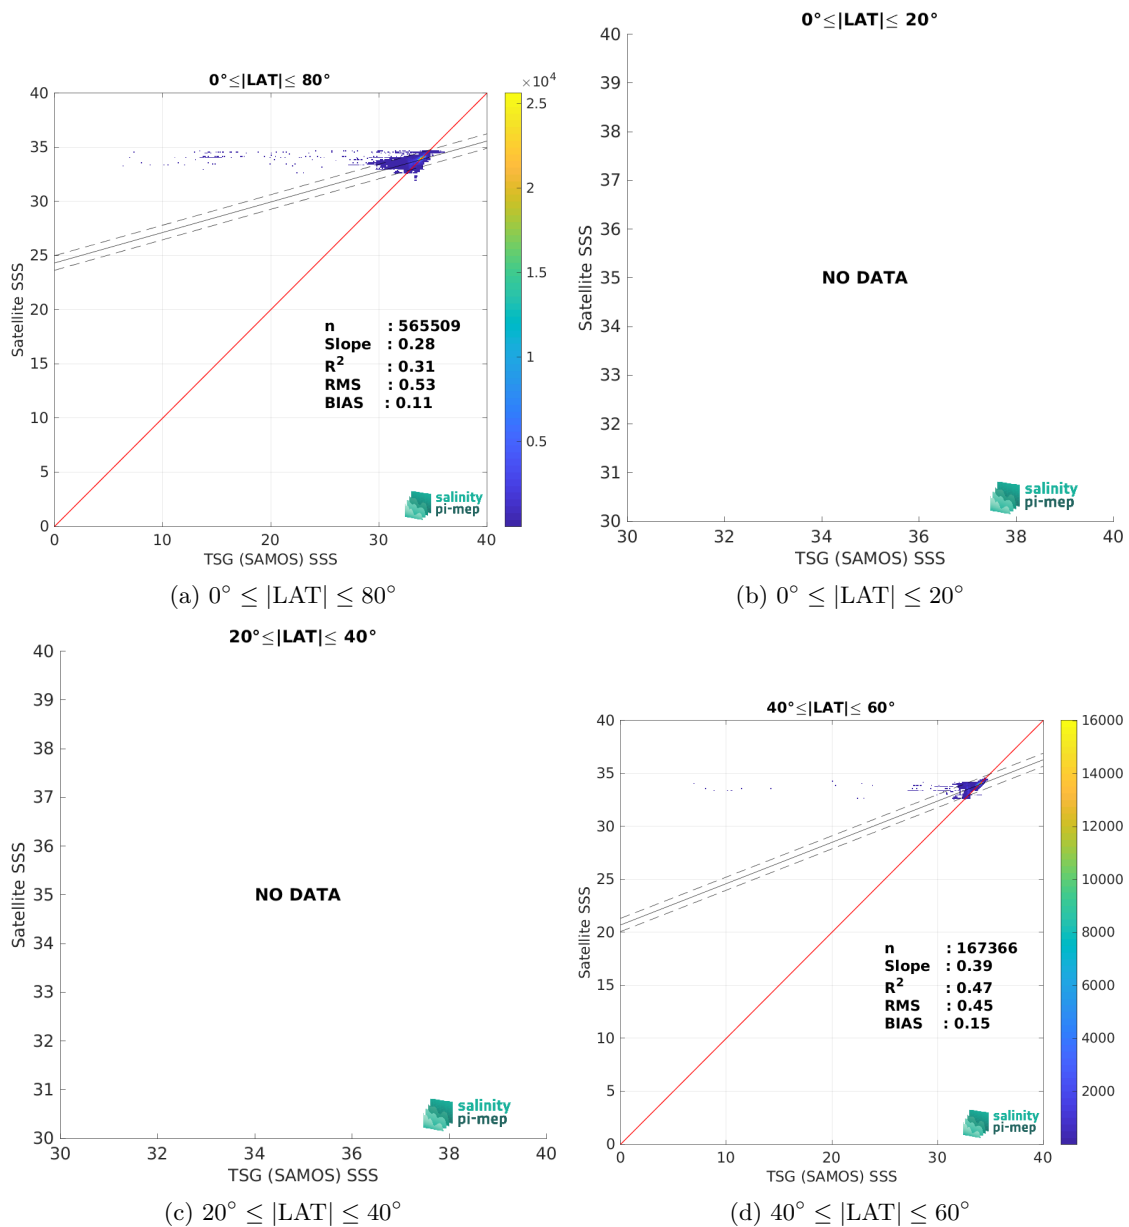 0°≤|LAT|≤ 80°
×10⁴
40
35
30
25
20
15
10
5
0
2.5
2
1.5
1
0.5
Satellite SSS
n : 565509
Slope : 0.28
R² : 0.31
RMS : 0.53
BIAS : 0.11
salinity
pi-mep
0 10 20 30 40
TSG (SAMOS) SSS
(a) 0° ≤ |LAT| ≤ 80°
0°≤|LAT|≤ 20°
40
39
38
37
36
35
34
33
32
31
30
Satellite SSS
NO DATA
salinity
pi-mep
30 32 34 36 38 40
TSG (SAMOS) SSS
(b) 0° ≤ |LAT| ≤ 20°
20°≤|LAT|≤ 40°
40
39
38
37
36
35
34
33
32
31
30
Satellite SSS
NO DATA
salinity
pi-mep
30 32 34 36 38 40
TSG (SAMOS) SSS
(c) 20° ≤ |LAT| ≤ 40°
40°≤|LAT|≤ 60°
40
35
30
25
20
15
10
5
0
16000
14000
12000
10000
8000
6000
4000
2000
Satellite SSS
n : 167366
Slope : 0.39
R² : 0.47
RMS : 0.45
BIAS : 0.15
salinity
pi-mep
0 10 20 30 40
TSG (SAMOS) SSS
(d) 40° ≤ |LAT| ≤ 60°